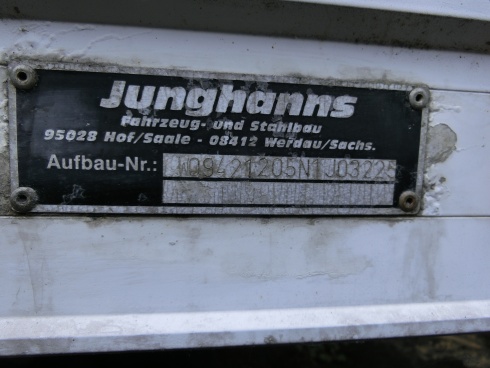 Junghanns
Fahrzeug- und Stahlbau
95028 Hof/Saale - 08412 Werdau/Sachs.
Aufbau-Nr.: